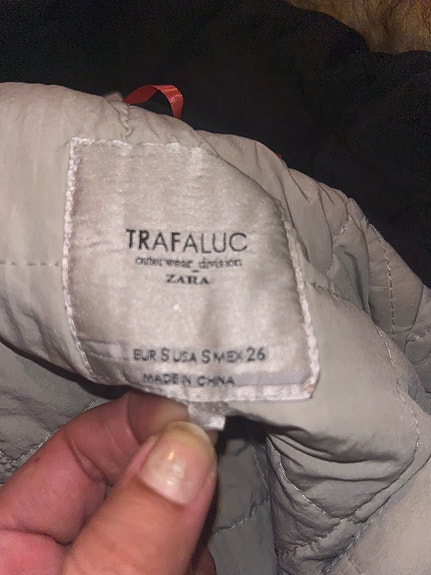 TRAFALUC
outerwear division
ZARA
EUR S USA S MEX 26
MADE IN CHINA